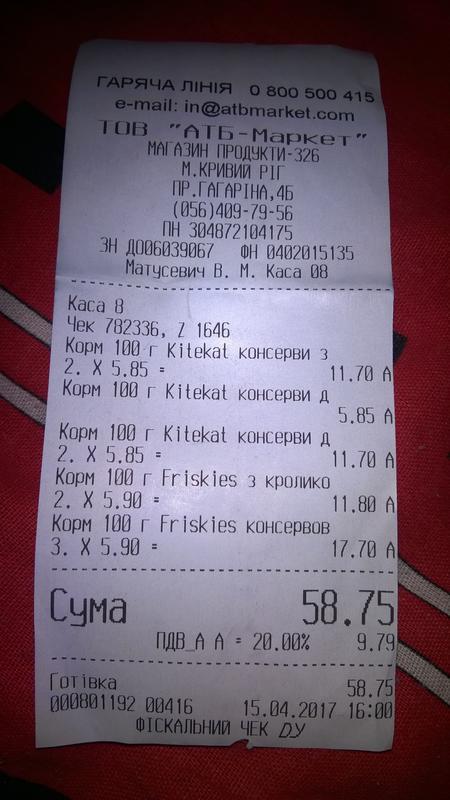 ГАРЯЧА ЛІНІЯ 0 800 500 415
e-mail: in@atbmarket.com
ТОВ "АТБ-Маркет"
МАГАЗИН ПРОДУКТИ-326
М.КРИВИЙ РІГ
ПР.ГАГАРІНА,4Б
(056)409-79-56
ПН 304872104175
ЗН ДО06039067 ФН 0402015135
Матусевич В. М. Каса 08
Каса 8
Чек 782336, Z 1646
Корм 100 г Kitekat консерви з
2. X 5.85 = 11.70 А
Корм 100 г Kitekat консерви д
5.85 А
Корм 100 г Kitekat консерви д
2. X 5.85 = 11.70 А
Корм 100 г Friskies з кролико
2. X 5.90 = 11.80 А
Корм 100 г Friskies консервов
3. X 5.90 = 17.70 А
Сума 58.75
ПДВ_А А = 20.00% 9.79
Готівка 58.75
000801192 00416 15.04.2017 16:00
ФІСКАЛЬНИЙ ЧЕК